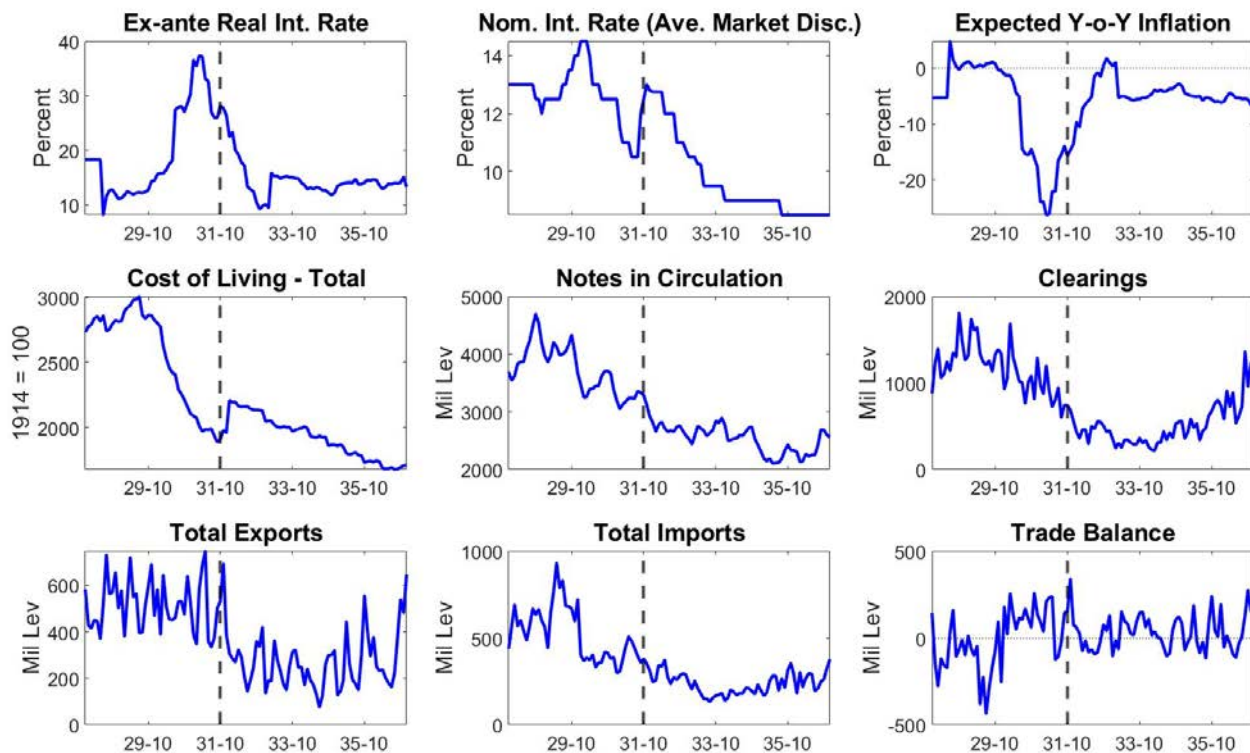 Ex-ante Real Int. Rate
Percent
40
30
20
10
29-10 31-10 33-10 35-10
Nom. Int. Rate (Ave. Market Disc.)
Percent
14
12
10
29-10 31-10 33-10 35-10
Expected Y-o-Y Inflation
Percent
0
-10
-20
29-10 31-10 33-10 35-10
Cost of Living - Total
1914 = 100
3000
2500
2000
29-10 31-10 33-10 35-10
Notes in Circulation
Mil Lev
5000
4000
3000
2000
29-10 31-10 33-10 35-10
Clearings
Mil Lev
2000
1000
0
29-10 31-10 33-10 35-10
Total Exports
Mil Lev
600
400
200
0
29-10 31-10 33-10 35-10
Total Imports
Mil Lev
1000
500
0
29-10 31-10 33-10 35-10
Trade Balance
Mil Lev
500
0
-500
29-10 31-10 33-10 35-10